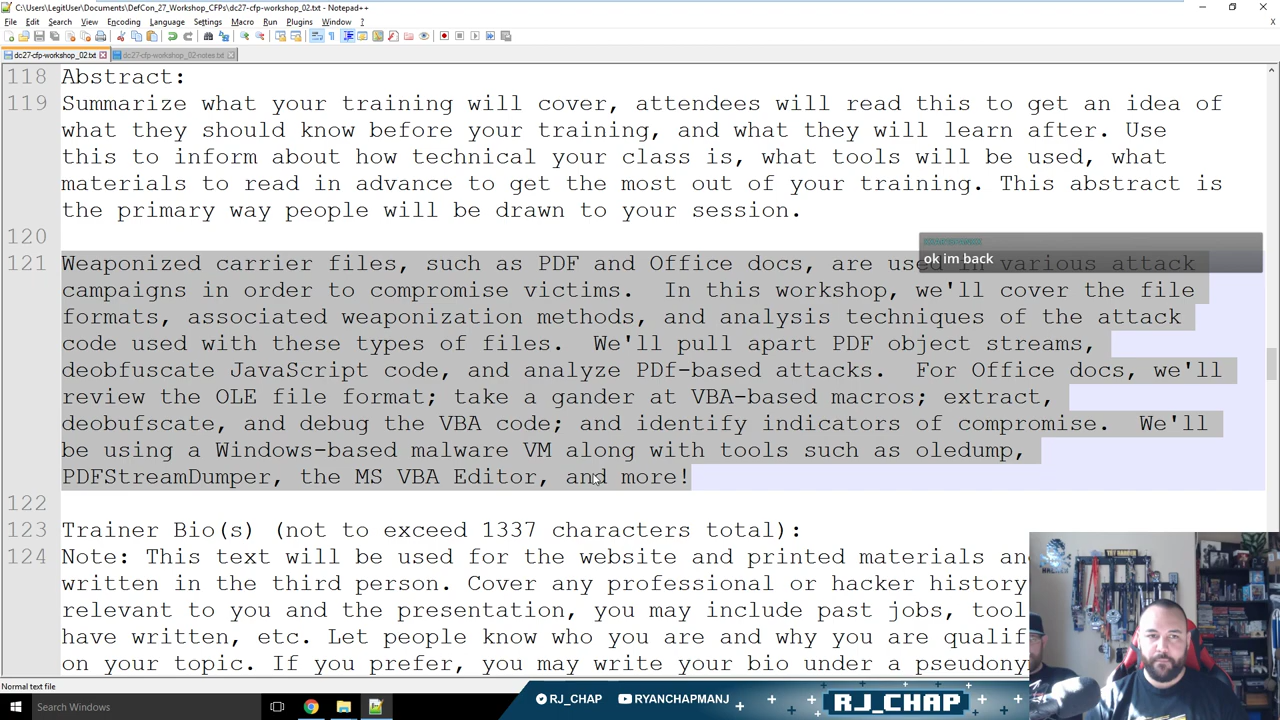 C:\Users\LegitUser\Documents\DefCon_27_Workshop_CFPs\dc27-cfp-workshop_02.txt - Notepad++
File Edit Search View Encoding Language Settings Macro Run Plugins Window ?
dc27-cfp-workshop_02.txt dc27-cfp-workshop_02-notes.txt
118 Abstract:
119 Summarize what your training will cover, attendees will read this to get an idea of
what they should know before your training, and what they will learn after. Use
this to inform about how technical your class is, what tools will be used, what
materials to read in advance to get the most out of your training. This abstract is
the primary way people will be drawn to your session.
120
ok im back
121 Weaponized carrier files, such as PDF and Office docs, are used in various attack
campaigns in order to compromise victims.  In this workshop, we'll cover the file
formats, associated weaponization methods, and analysis techniques of the attack
code used with these types of files.  We'll pull apart PDF object streams,
deobfuscate JavaScript code, and analyze PDf-based attacks.  For Office docs, we'll
review the OLE file format; take a gander at VBA-based macros; extract,
deobufscate, and debug the VBA code; and identify indicators of compromise.  We'll
be using a Windows-based malware VM along with tools such as oledump,
PDFStreamDumper, the MS VBA Editor, and more!
122
123 Trainer Bio(s) (not to exceed 1337 characters total):
124 Note: This text will be used for the website and printed materials an
written in the third person. Cover any professional or hacker history
relevant to you and the presentation, you may include past jobs, tool
have written, etc. Let people know who you are and why you are qualif
on your topic. If you prefer, you may write your bio under a pseudony
Normal text file
Search Windows
RJ_CHAP RYANCHAPMANJ RJ_CHAP